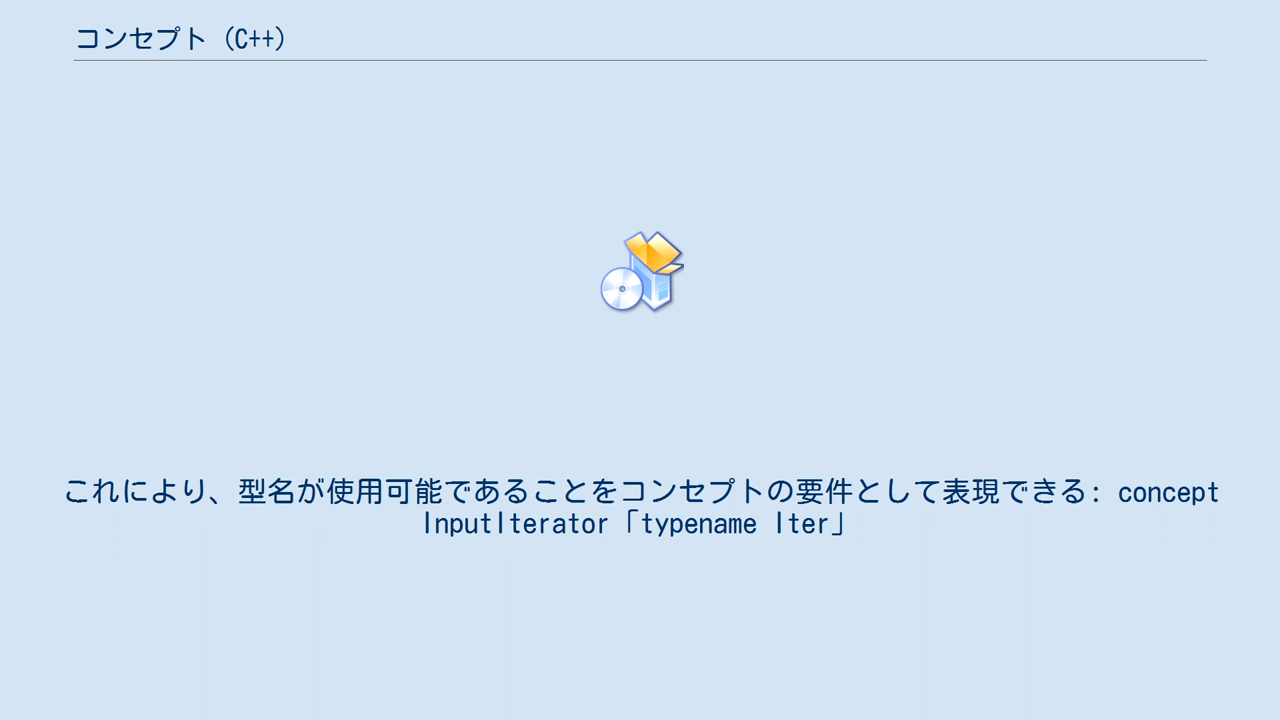 コンセプト (C++)
これにより、型名が使用可能であることをコンセプトの要件として表現できる: concept
InputIterator「typename Iter」